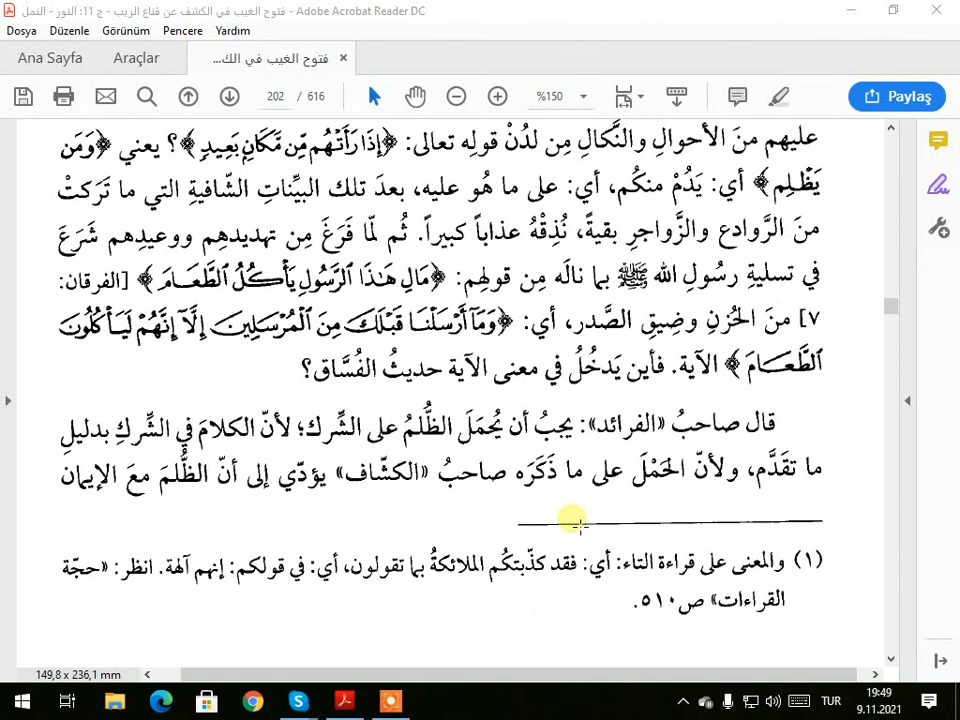 فتوح الغيب في الكشف عن قناع الريب - ج 11: النور - النمل - Adobe Acrobat Reader DC
Dosya Düzenle Görünüm Pencere Yardım
Ana Sayfa Araçlar فتوح الغيب في الك... ×
202 / 616 %150 Paylaş
عليهم منَ الأحوالِ والنَّكالِ مِن لدُنْ قولِه تعالى: ﴿إِذَا رَأَتْهُم مِّن مَّكَانٍ بَعِيدٍ﴾؟ يعني ﴿وَمَن
يَظْلِم﴾ أي: يَدُمْ منكُم، أي: على ما هُو عليه، بعدَ تلك البيِّناتِ الشّافيةِ التي ما تَرَكتْ
منَ الرَّوادعِ والزَّواجرِ بقيةً، نُذِقْهُ عذاباً كبيراً. ثُم لمّا فَرَغَ مِن تهديدِهِم ووعيدِهم شَرَعَ
في تسليةِ رسُولِ الله ﷺ بما نالَه مِن قولِهم: ﴿مَالِ هَٰذَا ٱلرَّسُولِ يَأْكُلُ ٱلطَّعَامَ﴾ [الفرقان:
٧] منَ الحُزنِ وضِيقِ الصَّدر، أي: ﴿وَمَا أَرْسَلْنَا قَبْلَكَ مِنَ ٱلْمُرْسَلِينَ إِلَّآ إِنَّهُمْ لَيَأْكُلُونَ
ٱلطَّعَامَ﴾ الآية. فأين يَدخُلُ في معنى الآية حديثُ الفُسَّاق؟
قال صاحبُ «الفرائد»: يجبُ أن يُحمَلَ الظُّلمُ على الشِّرك؛ لأنّ الكلامَ في الشِّركِ بدليلِ
ما تقَدَّم، ولأنّ الحَمْلَ على ما ذَكَرَه صاحبُ «الكشّاف» يؤدّي إلى أنّ الظُّلمَ معَ الإيمان
(١) والمعنى على قراءة التاء: أي: فقد كذّبتكُم الملائكةُ بما تقولون، أي: في قولكم: إنهم آلهة. انظر: «حجّة
القراءات» ص٥١٠.
149,8 x 236,1 mm
TUR 19:49
9.11.2021